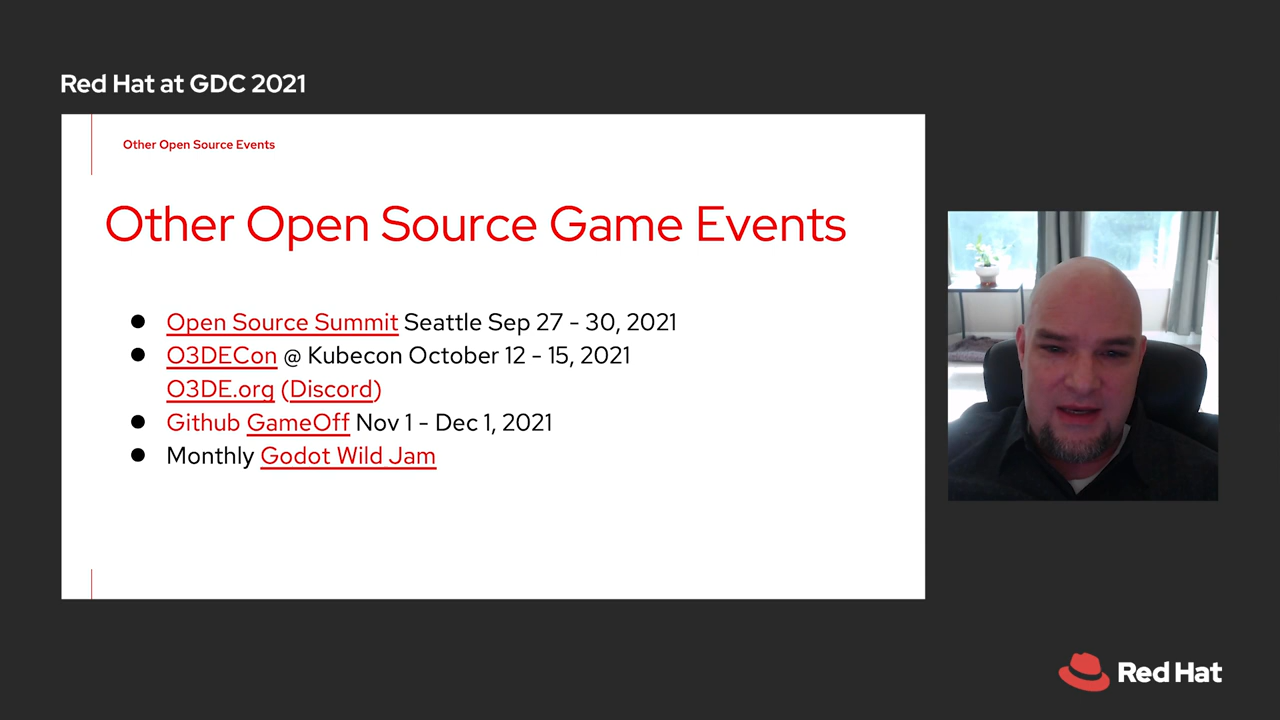 Red Hat at GDC 2021
Other Open Source Events
Other Open Source Game Events
● Open Source Summit Seattle Sep 27 - 30, 2021
● O3DECon @ Kubecon October 12 - 15, 2021
O3DE.org (Discord)
● Github GameOff Nov 1 - Dec 1, 2021
● Monthly Godot Wild Jam
Red Hat